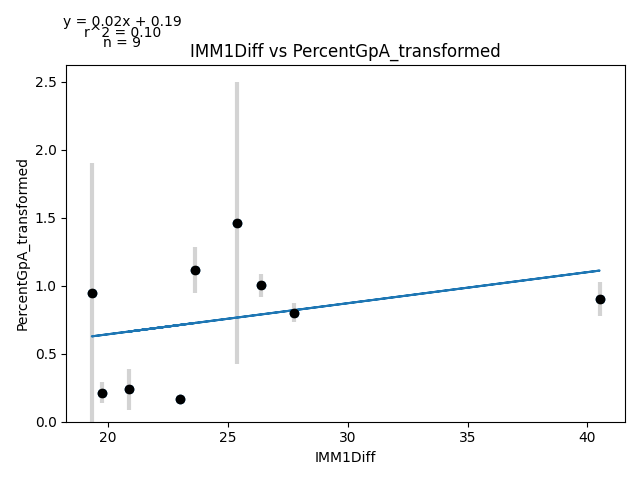 y = 0.02x + 0.19
r^2 = 0.10
n = 9
IMM1Diff vs PercentGpA_transformed
PercentGpA_transformed
2.5
2.0
1.5
1.0
0.5
0.0
20 25 30 35 40
IMM1Diff